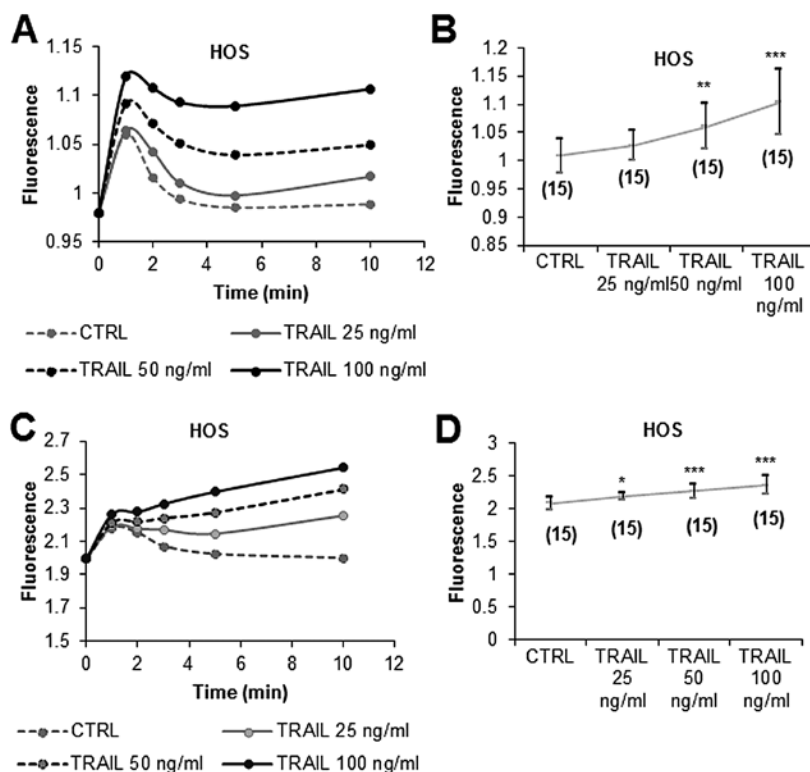 A
HOS
Fluorescence
1.15
1.1
1.05
1
0.95
0 2 4 6 8 10 12
Time (min)
CTRL
TRAIL 25 ng/ml
TRAIL 50 ng/ml
TRAIL 100 ng/ml
B
HOS
Fluorescence
1.2
1.15
1.1
1.05
1
0.95
0.9
0.85
**
***
(15) (15) (15) (15)
CTRL TRAIL TRAIL TRAIL
25 ng/ml 50 ng/ml 100
ng/ml
C
HOS
Fluorescence
2.7
2.5
2.3
2.1
1.9
1.7
1.5
0 2 4 6 8 10 12
Time (min)
CTRL
TRAIL 25 ng/ml
TRAIL 50 ng/ml
TRAIL 100 ng/ml
D
HOS
Fluorescence
3
2.5
2
1.5
1
0.5
0
* *** ***
(15) (15) (15) (15)
CTRL TRAIL TRAIL TRAIL
25 50 100
ng/ml ng/ml ng/ml